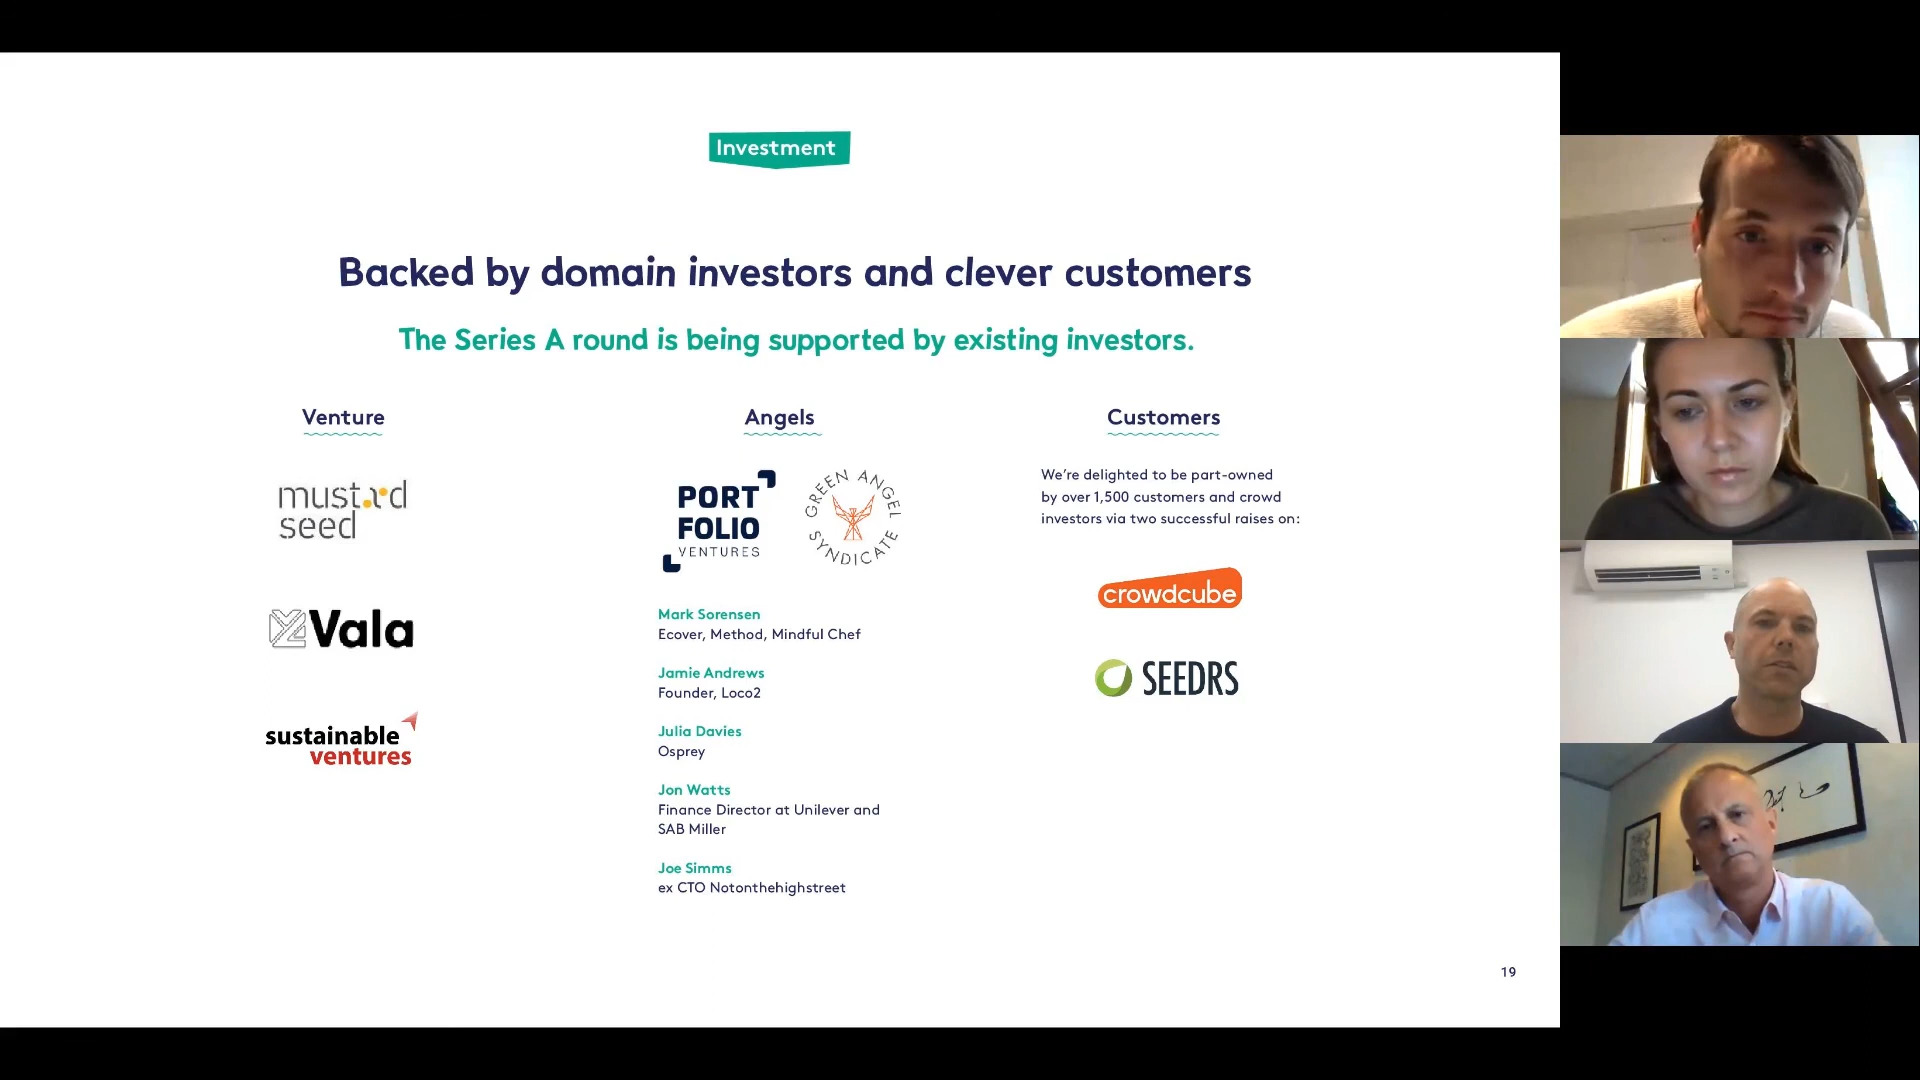 Investment
Backed by domain investors and clever customers
The Series A round is being supported by existing investors.
Venture
mustard
seed
Vala
sustainable
ventures
Angels
PORT
FOLIO
VENTURES
GREEN ANGEL
SYNDICATE
Mark Sorensen
Ecover, Method, Mindful Chef
Jamie Andrews
Founder, Loco2
Julia Davies
Osprey
Jon Watts
Finance Director at Unilever and
SAB Miller
Joe Simms
ex CTO Notonthehighstreet
Customers
We’re delighted to be part-owned
by over 1,500 customers and crowd
investors via two successful raises on:
crowdcube
SEEDRS
19